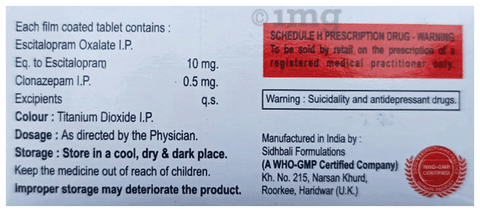 1mg
Each film coated tablet contains :
Escitalopram Oxalate I.P.
Eq. to Escitalopram 10 mg.
Clonazepam I.P. 0.5 mg.
Excipients q.s.
Colour : Titanium Dioxide I.P.
Dosage : As directed by the Physician.
Storage : Store in a cool, dry & dark place.
Keep the medicine out of reach of children.
Improper storage may deteriorate the product.
SCHEDULE H PRESCRIPTION DRUG - WARNING
To be sold by retail on the prescription of a
registered medical practitioner only.
Warning : Suicidality and antidepressant drugs.
Manufactured in India by :
Sidhbali Formulations
(A WHO-GMP Certified Company)
Kh. No. 215, Narsan Khurd,
Roorkee, Haridwar (U.K.)
WHO-GMP